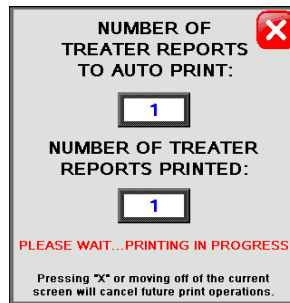 NUMBER OF
TREATER REPORTS
TO AUTO PRINT:
1
NUMBER OF TREATER
REPORTS PRINTED:
1
PLEASE WAIT...PRINTING IN PROGRESS
Pressing "X" or moving off of the current
screen will cancel future print operations.